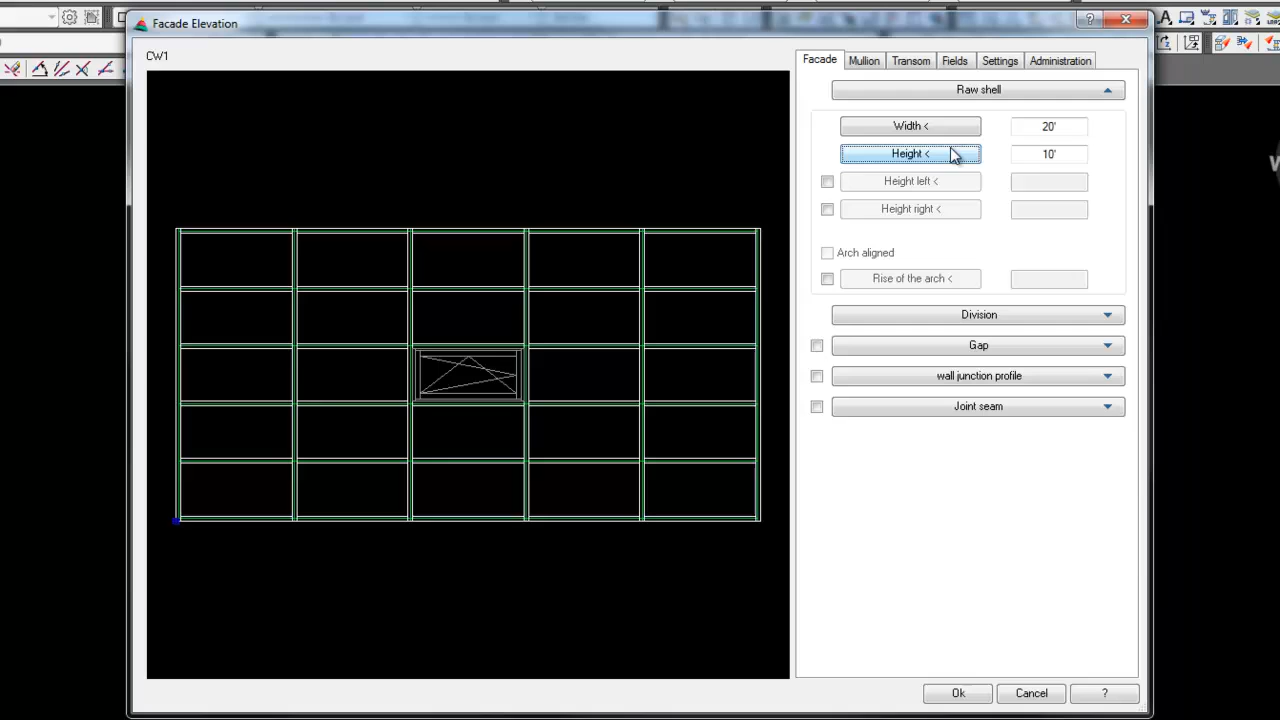 Facade Elevation
?
CW1
Facade
Mullion
Transom
Fields
Settings
Administration
Raw shell
Width <
20'
Height <
10'
Height left <
Height right <
Arch aligned
Rise of the arch <
Division
Gap
wall junction profile
Joint seam
Ok
Cancel
?